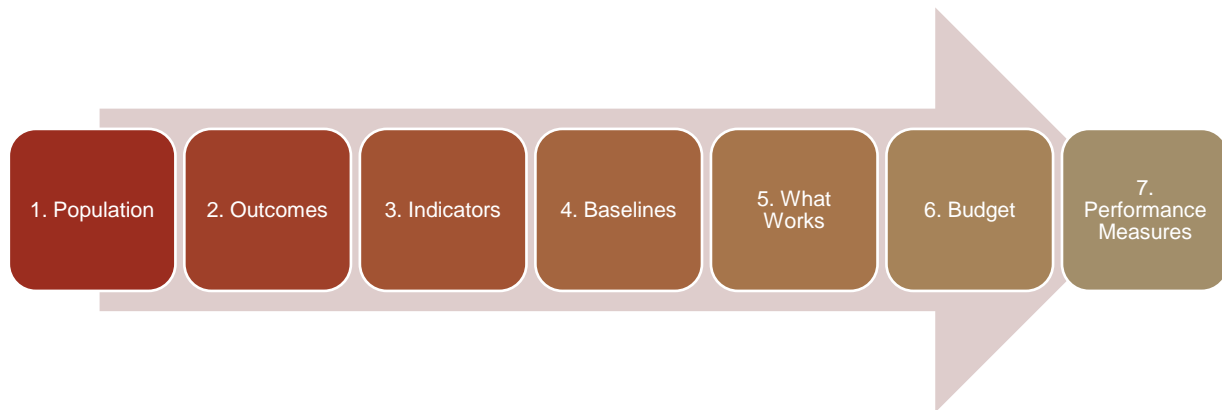 1. Population
2. Outcomes
3. Indicators
4. Baselines
5. What
Works
6. Budget
7.
Performance
Measures